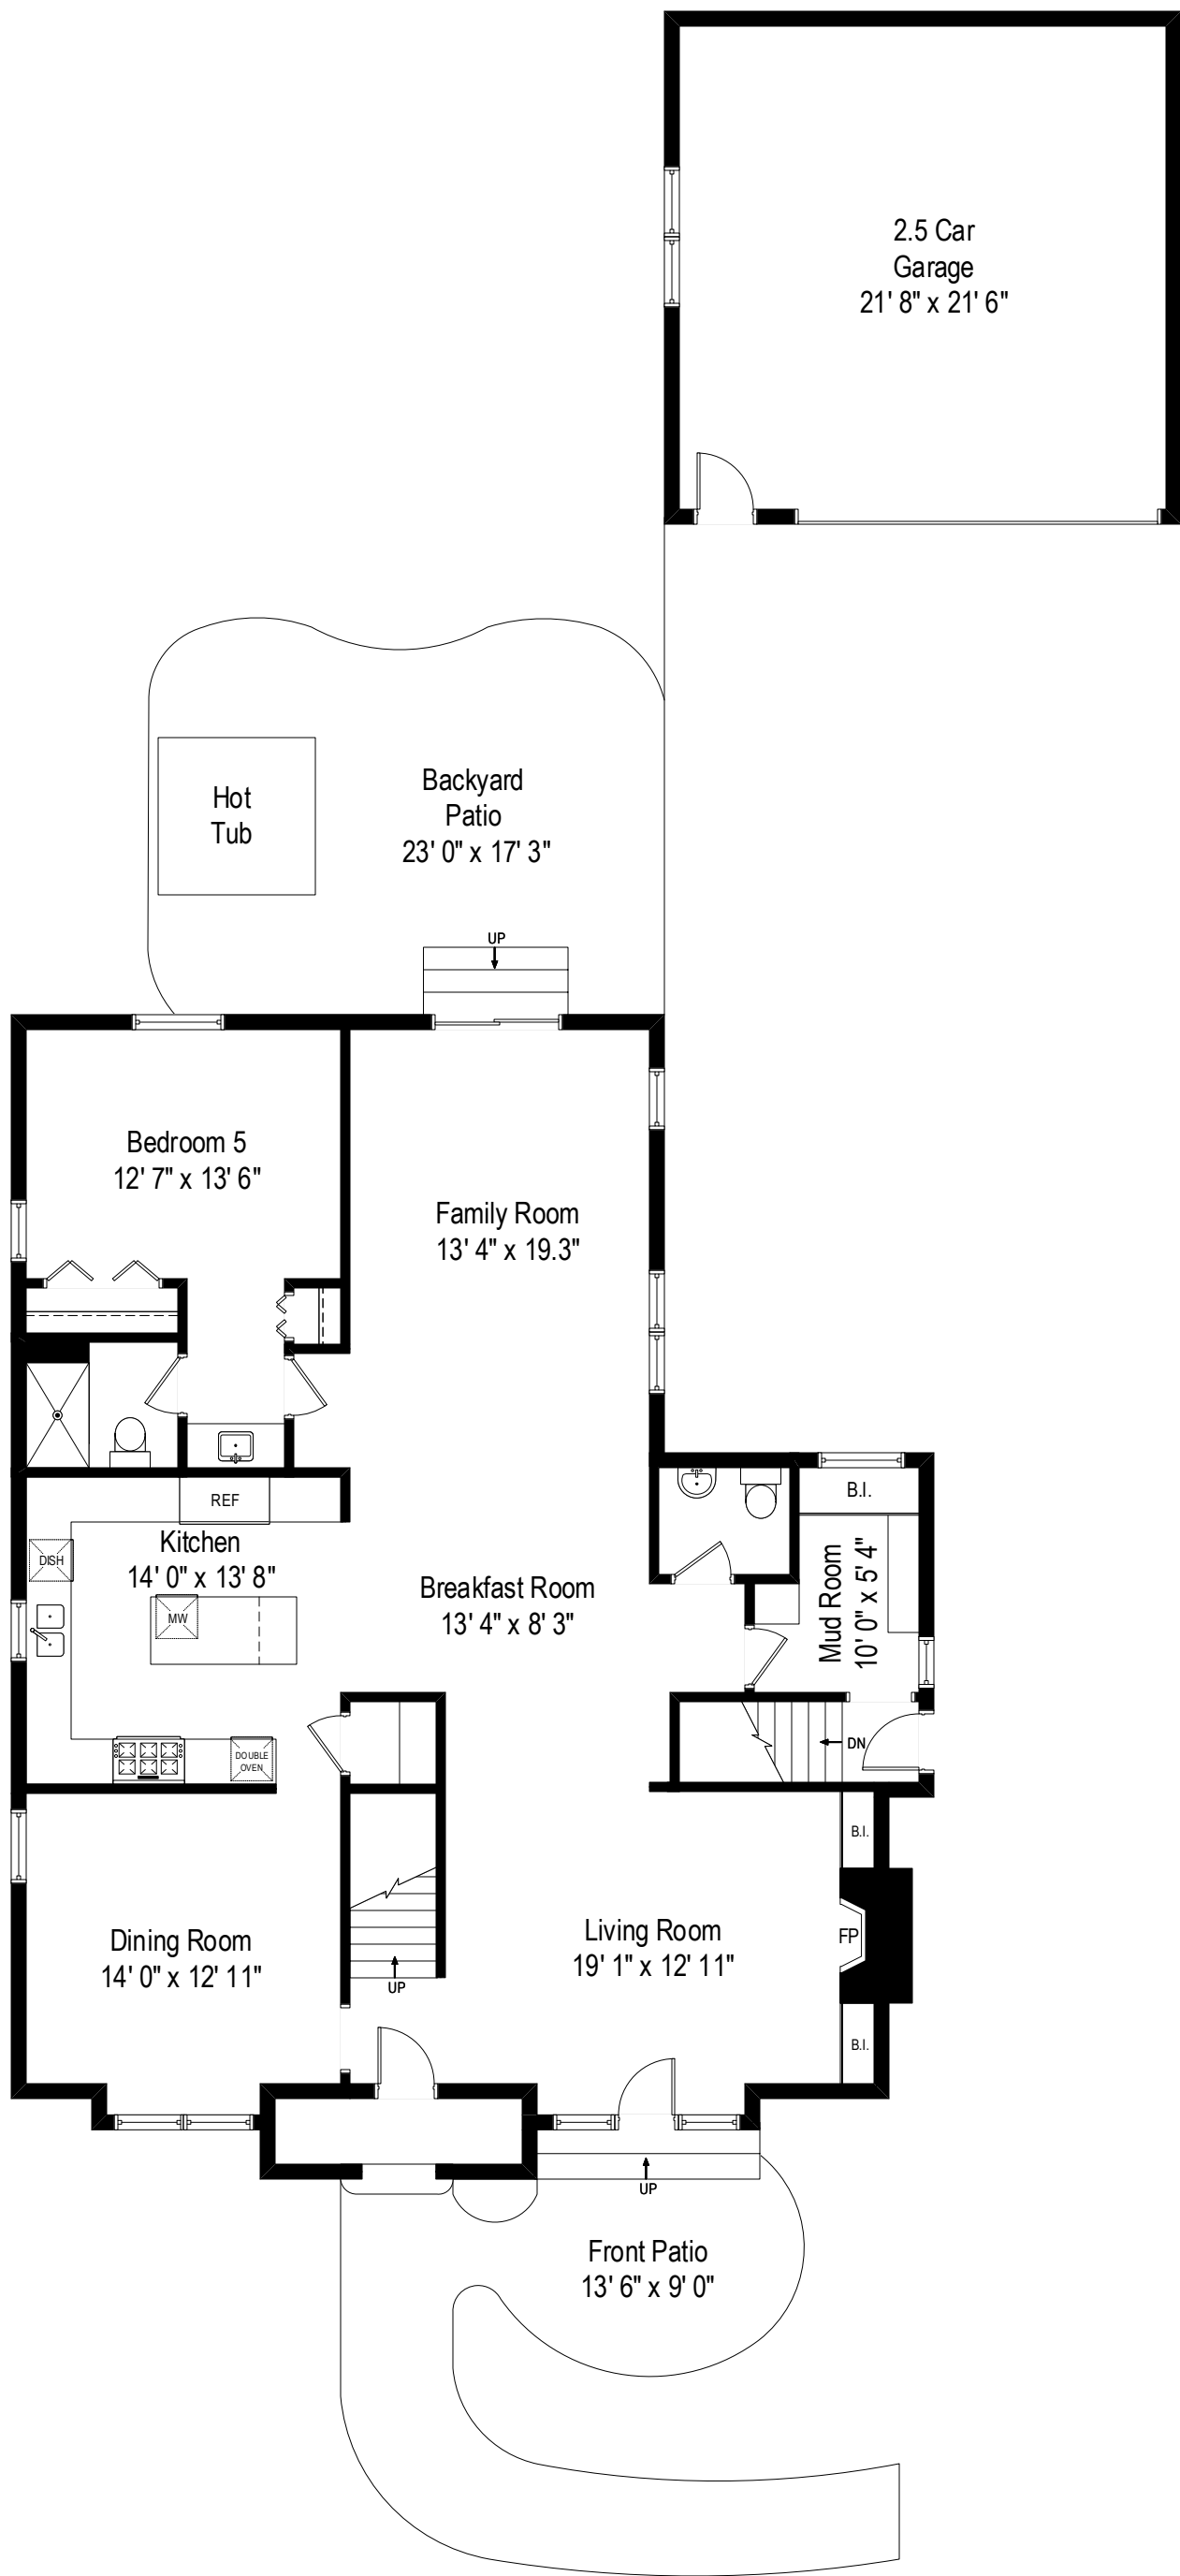 2.5 Car
Garage
21' 8" x 21' 6"
Hot
Tub
Backyard
Patio
23' 0" x 17' 3"
UP
Bedroom 5
12' 7" x 13' 6"
Family Room
13' 4" x 19.3"
REF
B.I.
Kitchen
14' 0" x 13' 8"
DISH
MW
Breakfast Room
13' 4" x 8' 3"
Mud Room
10' 0" x 5' 4"
DOUBLE
OVEN
DN
B.I.
Dining Room
14' 0" x 12' 11"
Living Room
19' 1" x 12' 11"
FP
UP
B.I.
UP
Front Patio
13' 6" x 9' 0"